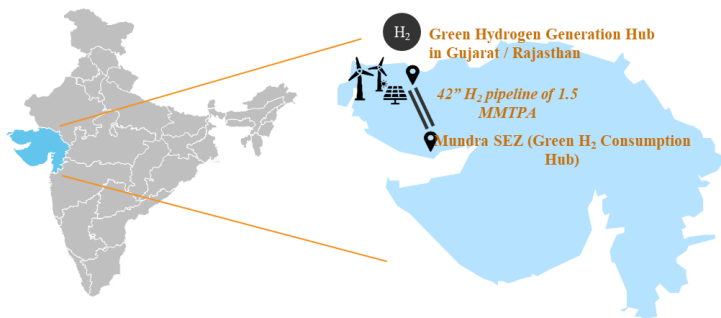 H₂
Green Hydrogen Generation Hub
in Gujarat / Rajasthan
42” H₂ pipeline of 1.5
MMTPA
Mundra SEZ (Green H₂ Consumption
Hub)